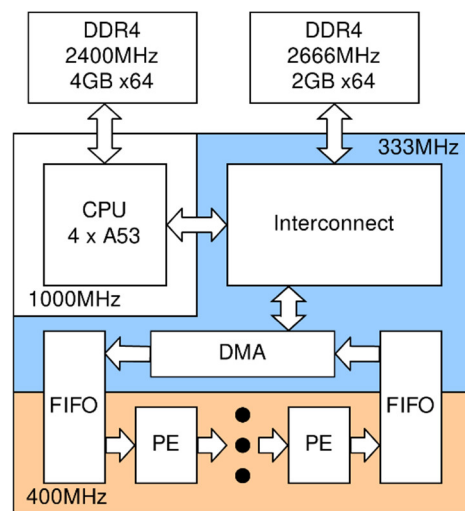 DDR4
2400MHz
4GB x64
DDR4
2666MHz
2GB x64
333MHz
CPU
4 x A53
Interconnect
1000MHz
DMA
FIFO
FIFO
PE
PE
400MHz